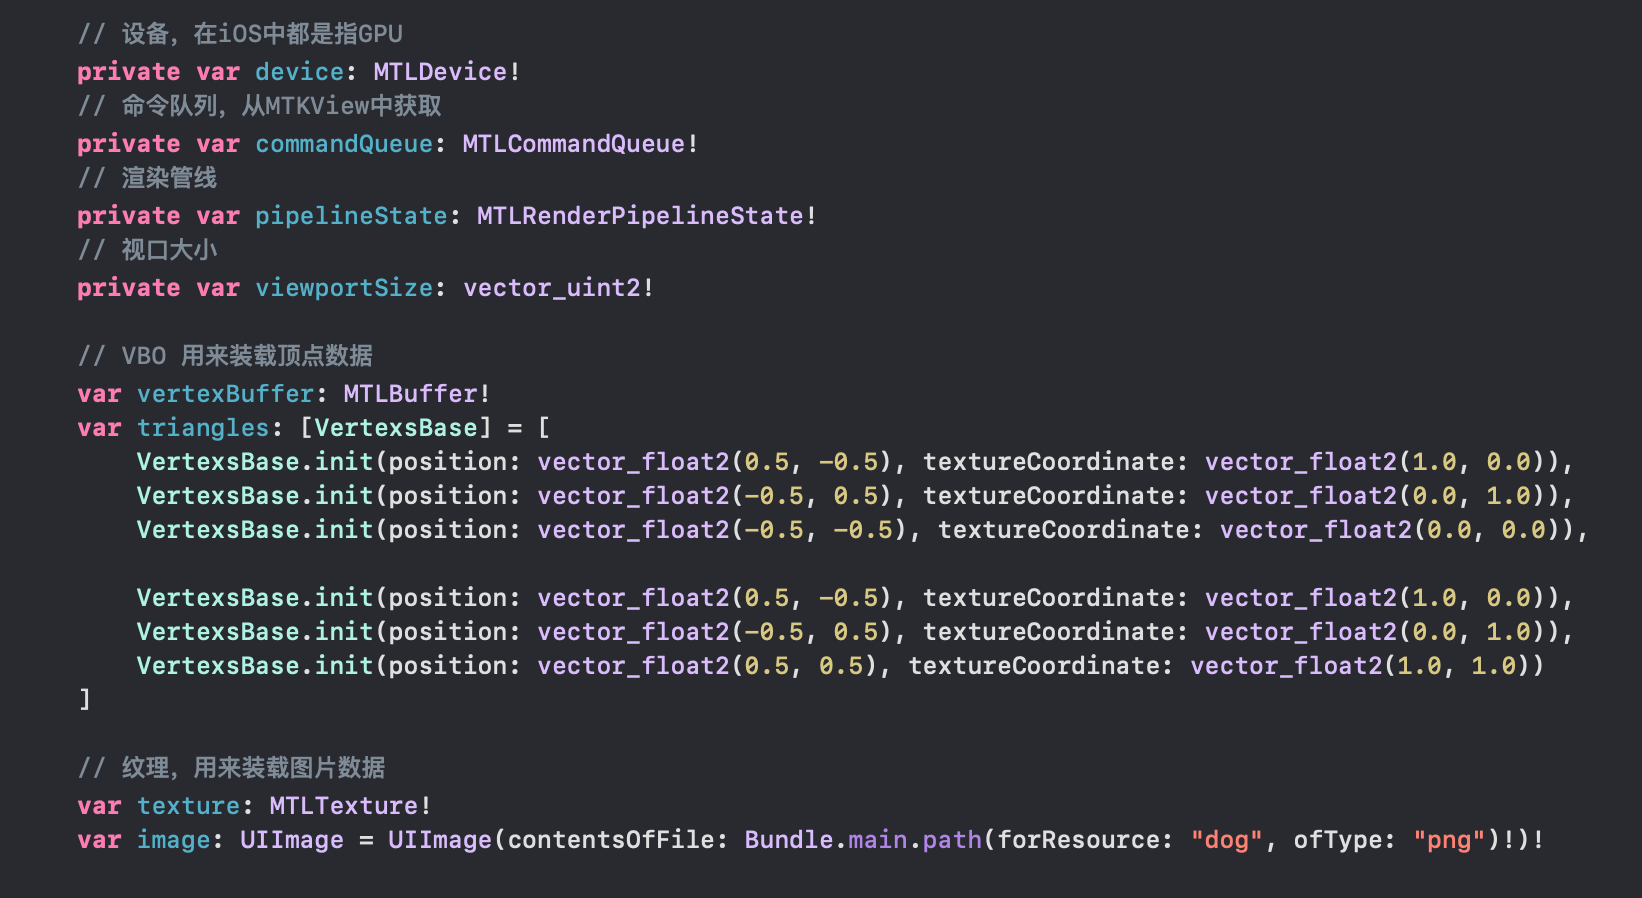 // 设备，在iOS中都是指GPU
private var device: MTLDevice!
// 命令队列，从MTKView中获取
private var commandQueue: MTLCommandQueue!
// 渲染管线
private var pipelineState: MTLRenderPipelineState!
// 视口大小
private var viewportSize: vector_uint2!
// VBO 用来装载顶点数据
var vertexBuffer: MTLBuffer!
var triangles: [VertexsBase] = [
VertexsBase.init(position: vector_float2(0.5, -0.5), textureCoordinate: vector_float2(1.0, 0.0)),
VertexsBase.init(position: vector_float2(-0.5, 0.5), textureCoordinate: vector_float2(0.0, 1.0)),
VertexsBase.init(position: vector_float2(-0.5, -0.5), textureCoordinate: vector_float2(0.0, 0.0)),
VertexsBase.init(position: vector_float2(0.5, -0.5), textureCoordinate: vector_float2(1.0, 0.0)),
VertexsBase.init(position: vector_float2(-0.5, 0.5), textureCoordinate: vector_float2(0.0, 1.0)),
VertexsBase.init(position: vector_float2(0.5, 0.5), textureCoordinate: vector_float2(1.0, 1.0))
]
// 纹理，用来装载图片数据
var texture: MTLTexture!
var image: UIImage = UIImage(contentsOfFile: Bundle.main.path(forResource: "dog", ofType: "png")!)!